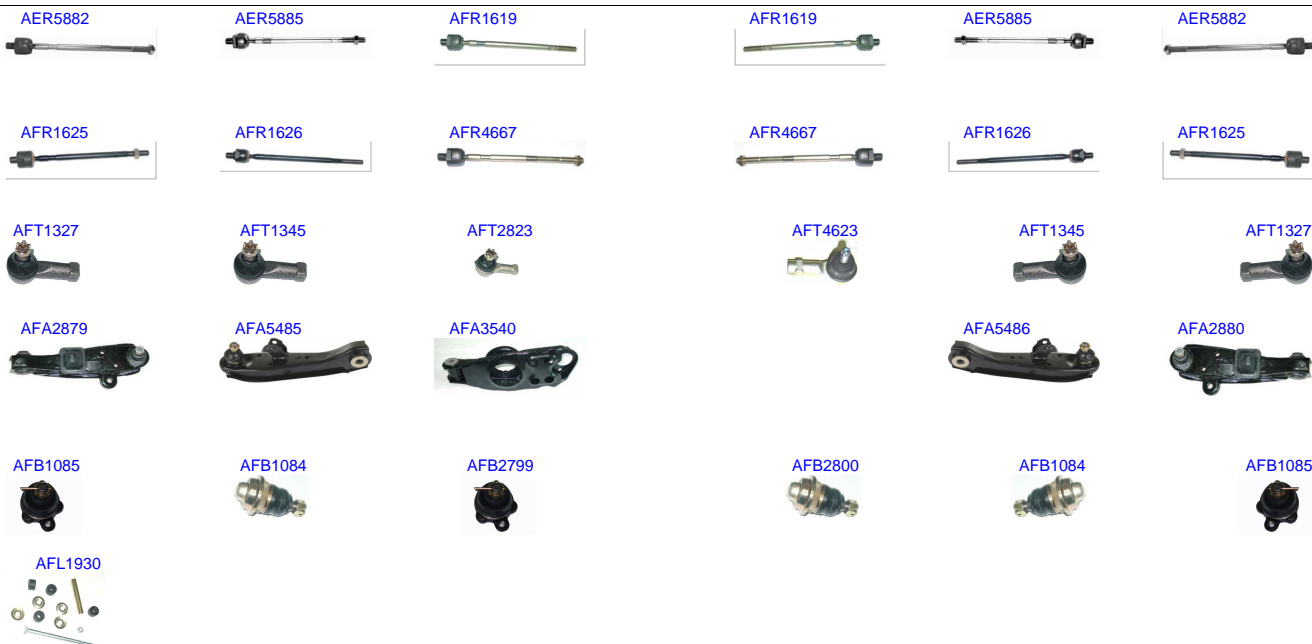 AER5882 AER5885 AFR1619 AFR1619 AER5885 AER5882
AFR1625 AFR1626 AFR4667 AFR4667 AFR1626 AFR1625
AFT1327 AFT1345 AFT2823 AFT4623 AFT1345 AFT1327
AFA2879 AFA5485 AFA3540 AFA5486 AFA2880
AFB1085 AFB1084 AFB2799 AFB2800 AFB1084 AFB1085
AFL1930